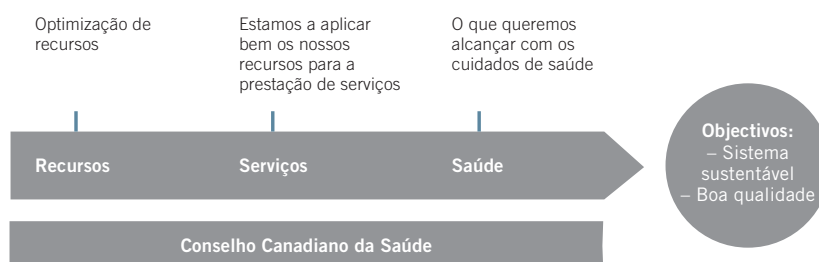 Optimização de
recursos
Estamos a aplicar
bem os nossos
recursos para a
prestação de serviços
O que queremos
alcançar com os
cuidados de saúde
Recursos
Serviços
Saúde
Objectivos:
– Sistema
sustentável
– Boa qualidade
Conselho Canadiano da Saúde